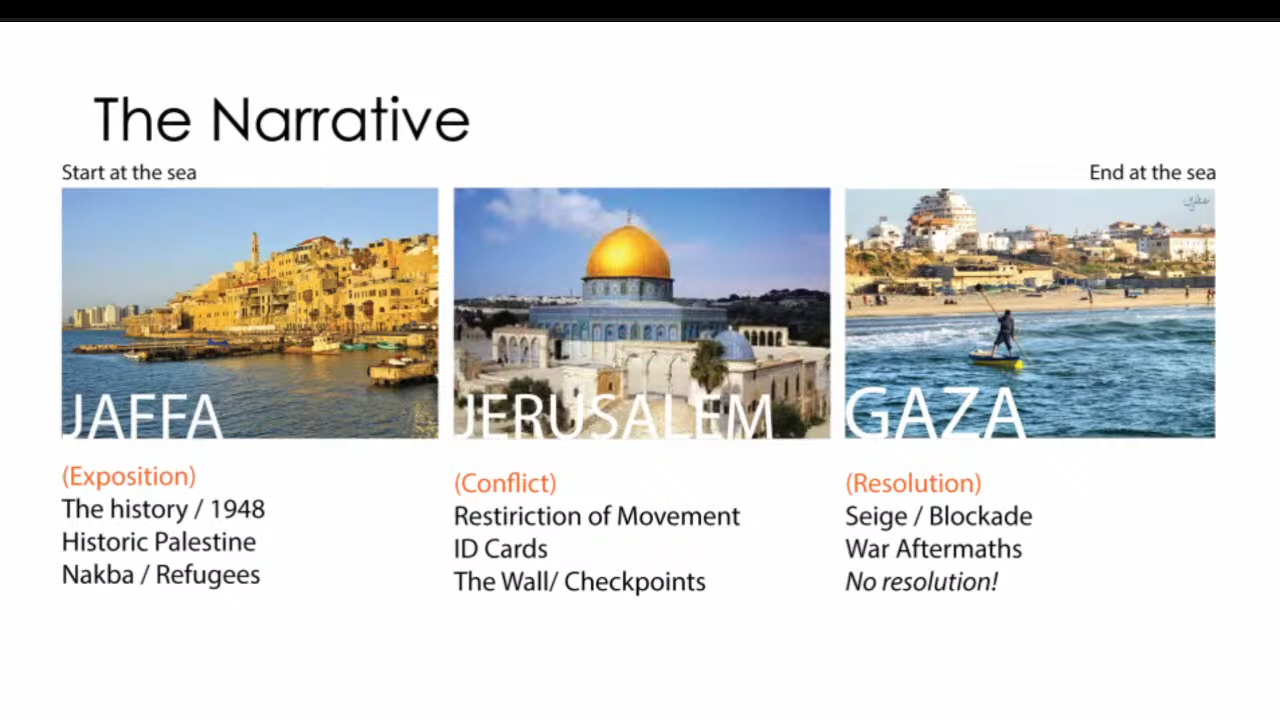 The Narrative
Start at the sea
End at the sea
JAFFA
JERUSALEM
GAZA
(Exposition)
The history / 1948
Historic Palestine
Nakba / Refugees
(Conflict)
Restiriction of Movement
ID Cards
The Wall/ Checkpoints
(Resolution)
Seige / Blockade
War Aftermaths
No resolution!